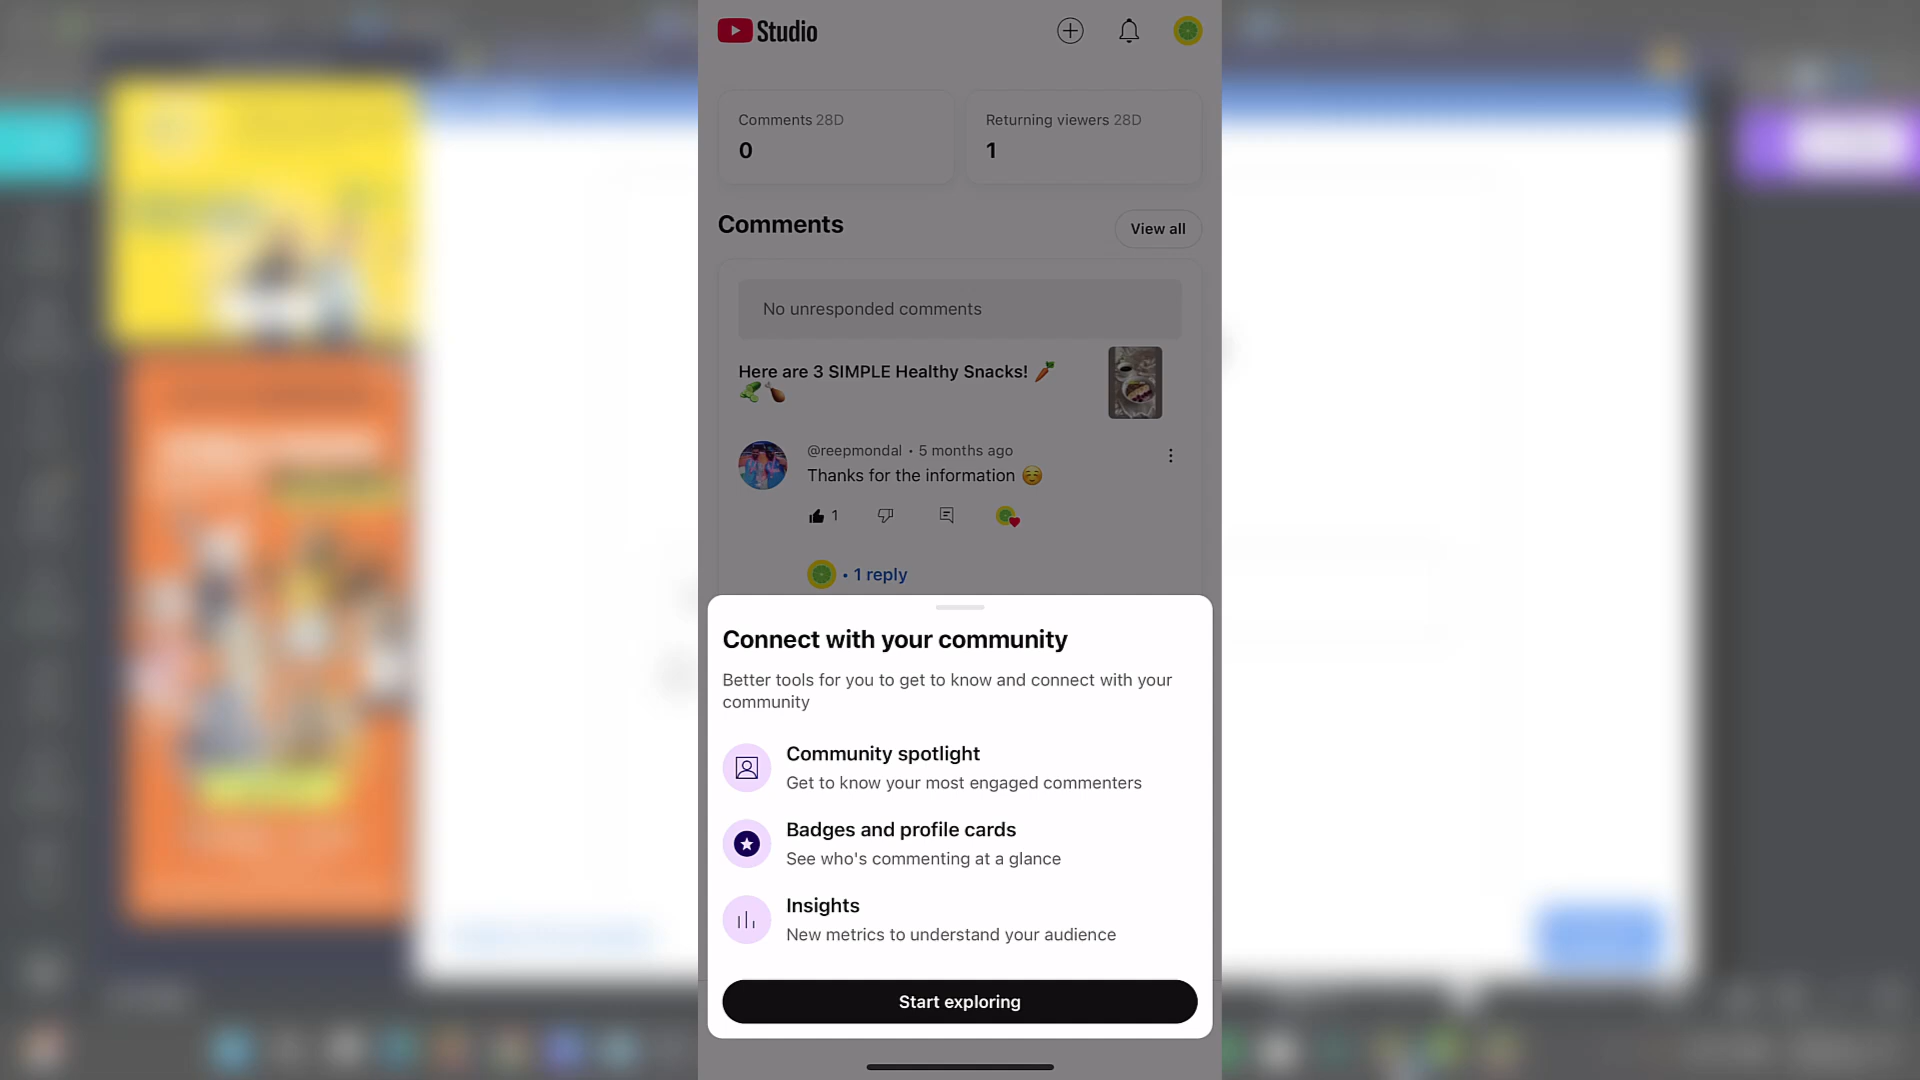 Studio
Comments 28D
0
Returning viewers 28D
1
Comments
View all
No unresponded comments
Here are 3 SIMPLE Healthy Snacks! 🥕
🥒🍗
@reepmondal • 5 months ago
Thanks for the information ☺️
1
• 1 reply
Connect with your community
Better tools for you to get to know and connect with your
community
Community spotlight
Get to know your most engaged commenters
Badges and profile cards
See who's commenting at a glance
Insights
New metrics to understand your audience
Start exploring